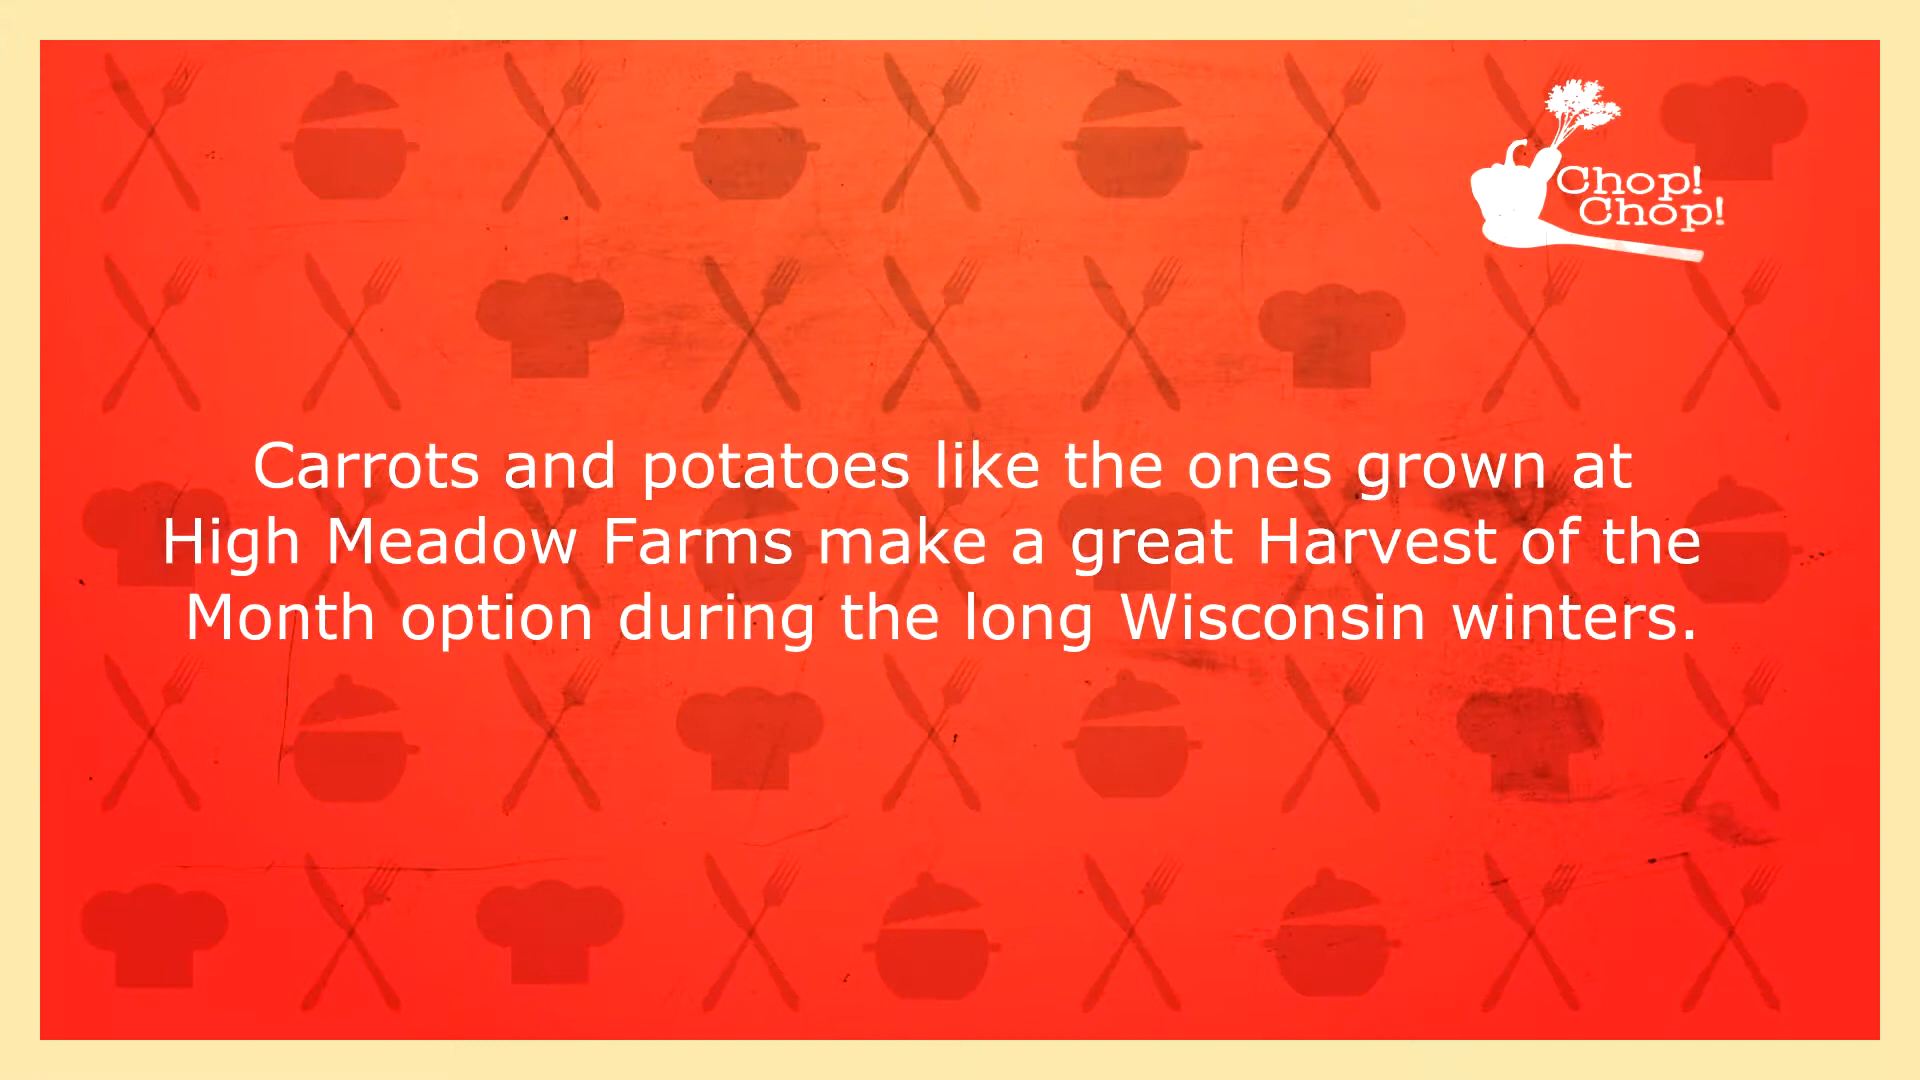 Chop!
Chop!
Carrots and potatoes like the ones grown at
High Meadow Farms make a great Harvest of the
Month option during the long Wisconsin winters.